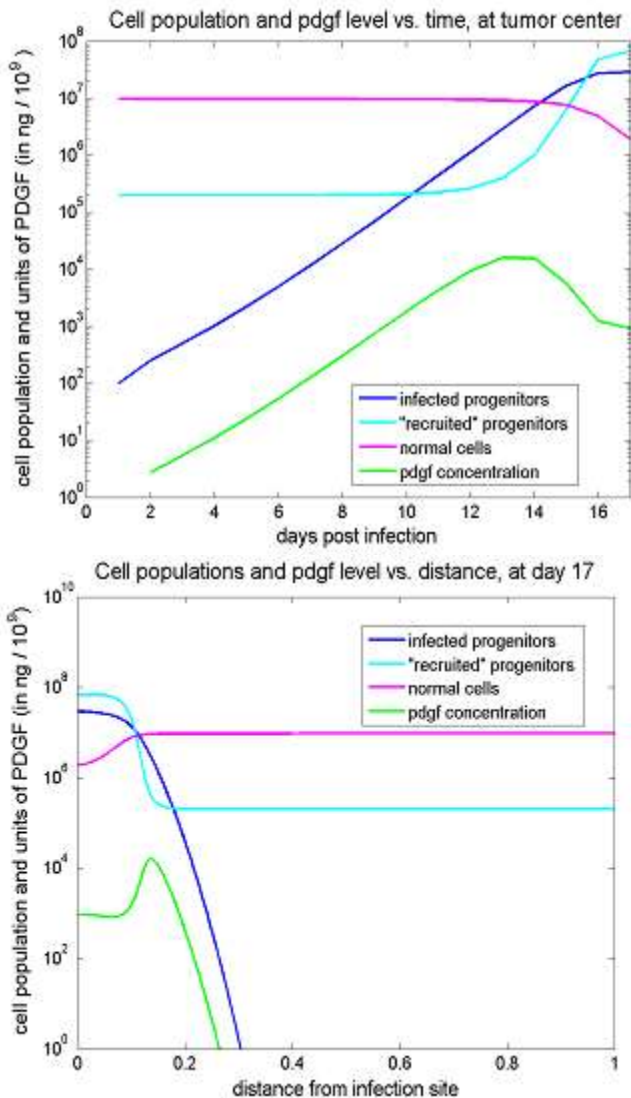 Cell population and pdgf level vs. time, at tumor center
cell population and units of PDGF (in ng / 10^9)
10^8
10^7
10^6
10^5
10^4
10^3
10^2
10^1
10^0
infected progenitors
"recruited" progenitors
normal cells
pdgf concentration
0 2 4 6 8 10 12 14 16
days post infection
Cell populations and pdgf level vs. distance, at day 17
cell population and units of PDGF (in ng / 10^9)
10^10
10^8
10^6
10^4
10^2
10^0
infected progenitors
"recruited" progenitors
normal cells
pdgf concentration
0 0.2 0.4 0.6 0.8 1
distance from infection site